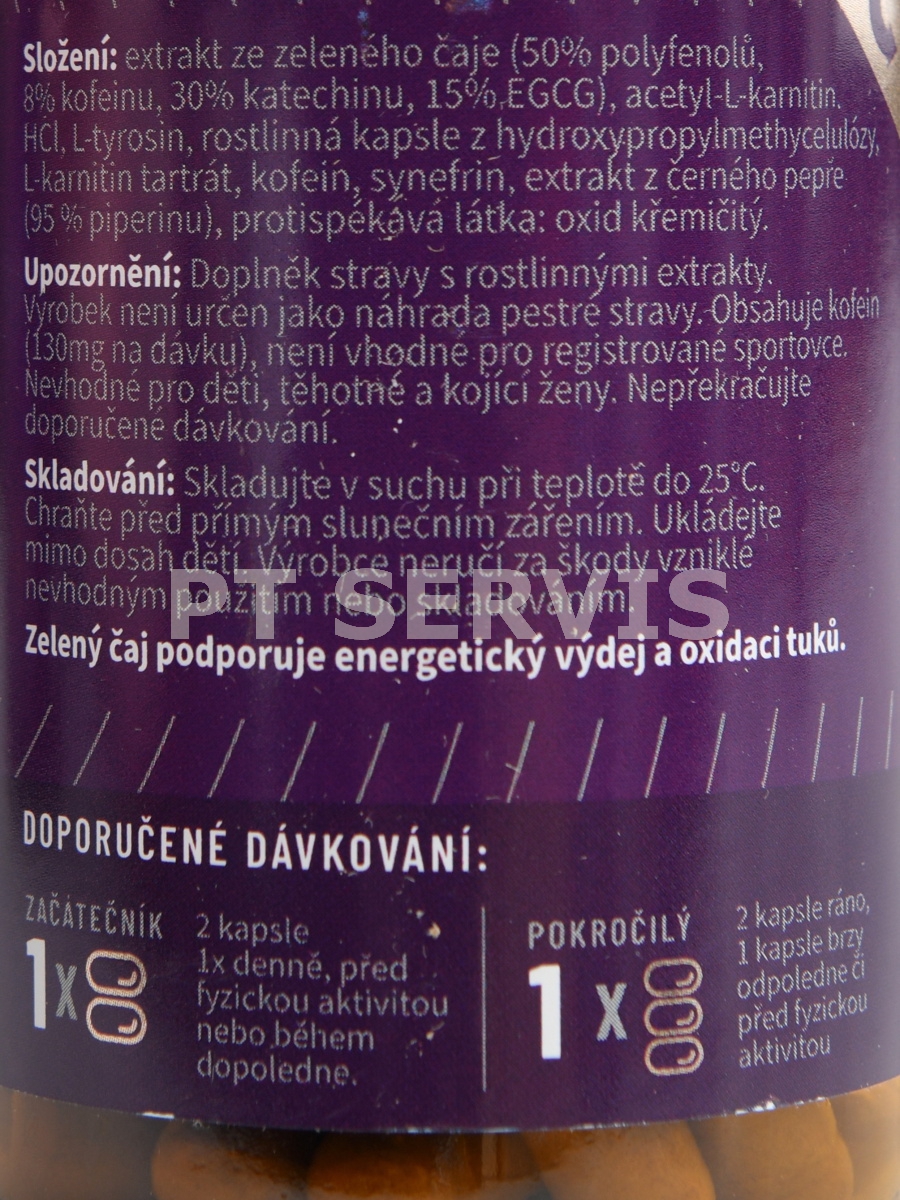 Složení: extrakt ze zeleného čaje (50% polyfenolů,
8% kofeinu, 30% katechinu, 15% EGCG), acetyl-L-karnitin.
HCl, L-tyrosin, rostlinná kapsle z hydroxypropylmethycelulózy,
L-karnitin tartrát, kofein, synefrin, extrakt z černého pepře
(95 % piperinu), protispékavá látka: oxid křemičitý.
Upozornění: Doplněk stravy s rostlinnými extrakty.
Výrobek není určen jako náhrada pestré stravy. Obsahuje kofein
(130mg na dávku), není vhodné pro registrované sportovce.
Nevhodné pro děti, těhotné a kojící ženy. Nepřekračujte
doporučené dávkování.
Skladování: Skladujte v suchu při teplotě do 25°C.
Chraňte před přímým slunečním zářením. Ukládejte
mimo dosah dětí. Výrobce neručí za škody vzniklé
nevhodným použitím nebo skladováním.
PT SERVIS
Zelený čaj podporuje energetický výdej a oxidaci tuků.
DOPORUČENÉ DÁVKOVÁNÍ:
ZAČÁTEČNÍK
1x
2 kapsle
1x denně, před
fyzickou aktivitou
nebo během
dopoledne.
POKROČILÝ
1 x
2 kapsle ráno,
1 kapsle brzy
odpoledne či
před fyzickou
aktivitou